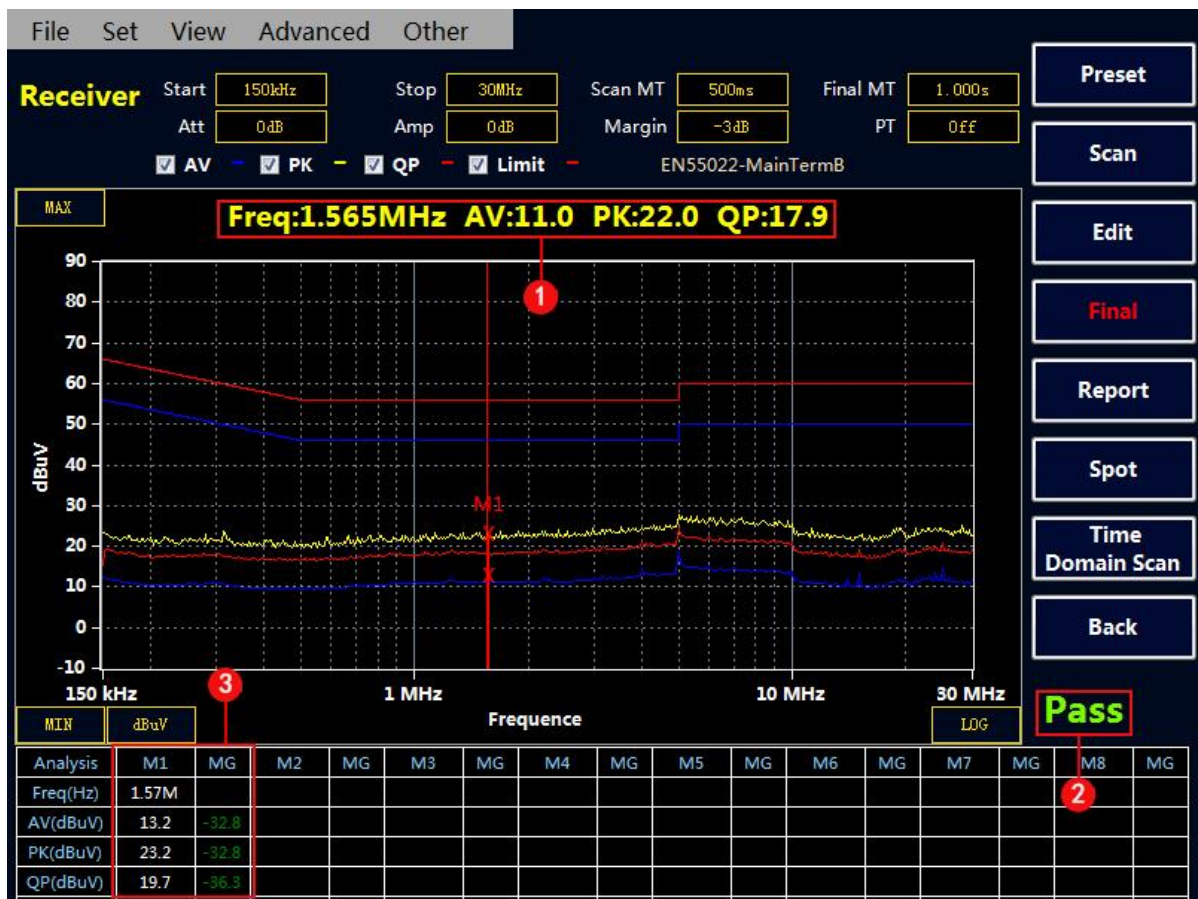 File Set View Advanced Other
Receiver Start 150kHz Stop 30MHz Scan MT 500ms Final MT 1.000s
Att 0dB Amp 0dB Margin -3dB PT Off
AV PK QP Limit EN55022-MainTermB
MAX
Freq:1.565MHz AV:11.0 PK:22.0 QP:17.9
1
90
80
70
60
50
40
30
20
10
0
-10
dBuV
M1
X
X
150 kHz 1 MHz 10 MHz 30 MHz
3
MIN dBuV Frequence LOG
Preset
Scan
Edit
Final
Report
Spot
Time
Domain Scan
Back
Pass
2
Analysis M1 MG M2 MG M3 MG M4 MG M5 MG M6 MG M7 MG M8 MG
Freq(Hz) 1.57M
AV(dBuV) 13.2 -32.8
PK(dBuV) 23.2 -32.8
QP(dBuV) 19.7 -36.3